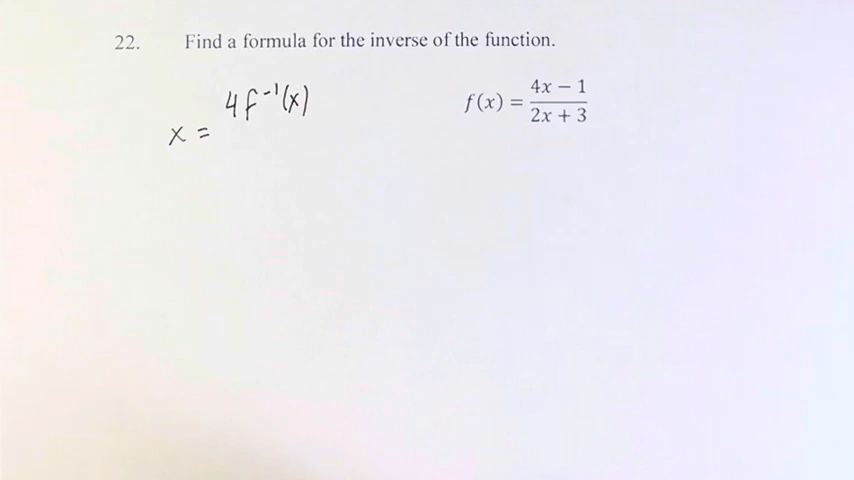 22. Find a formula for the inverse of the function.
f(x) = (4x − 1)/(2x + 3)
x = 4f⁻¹(x)